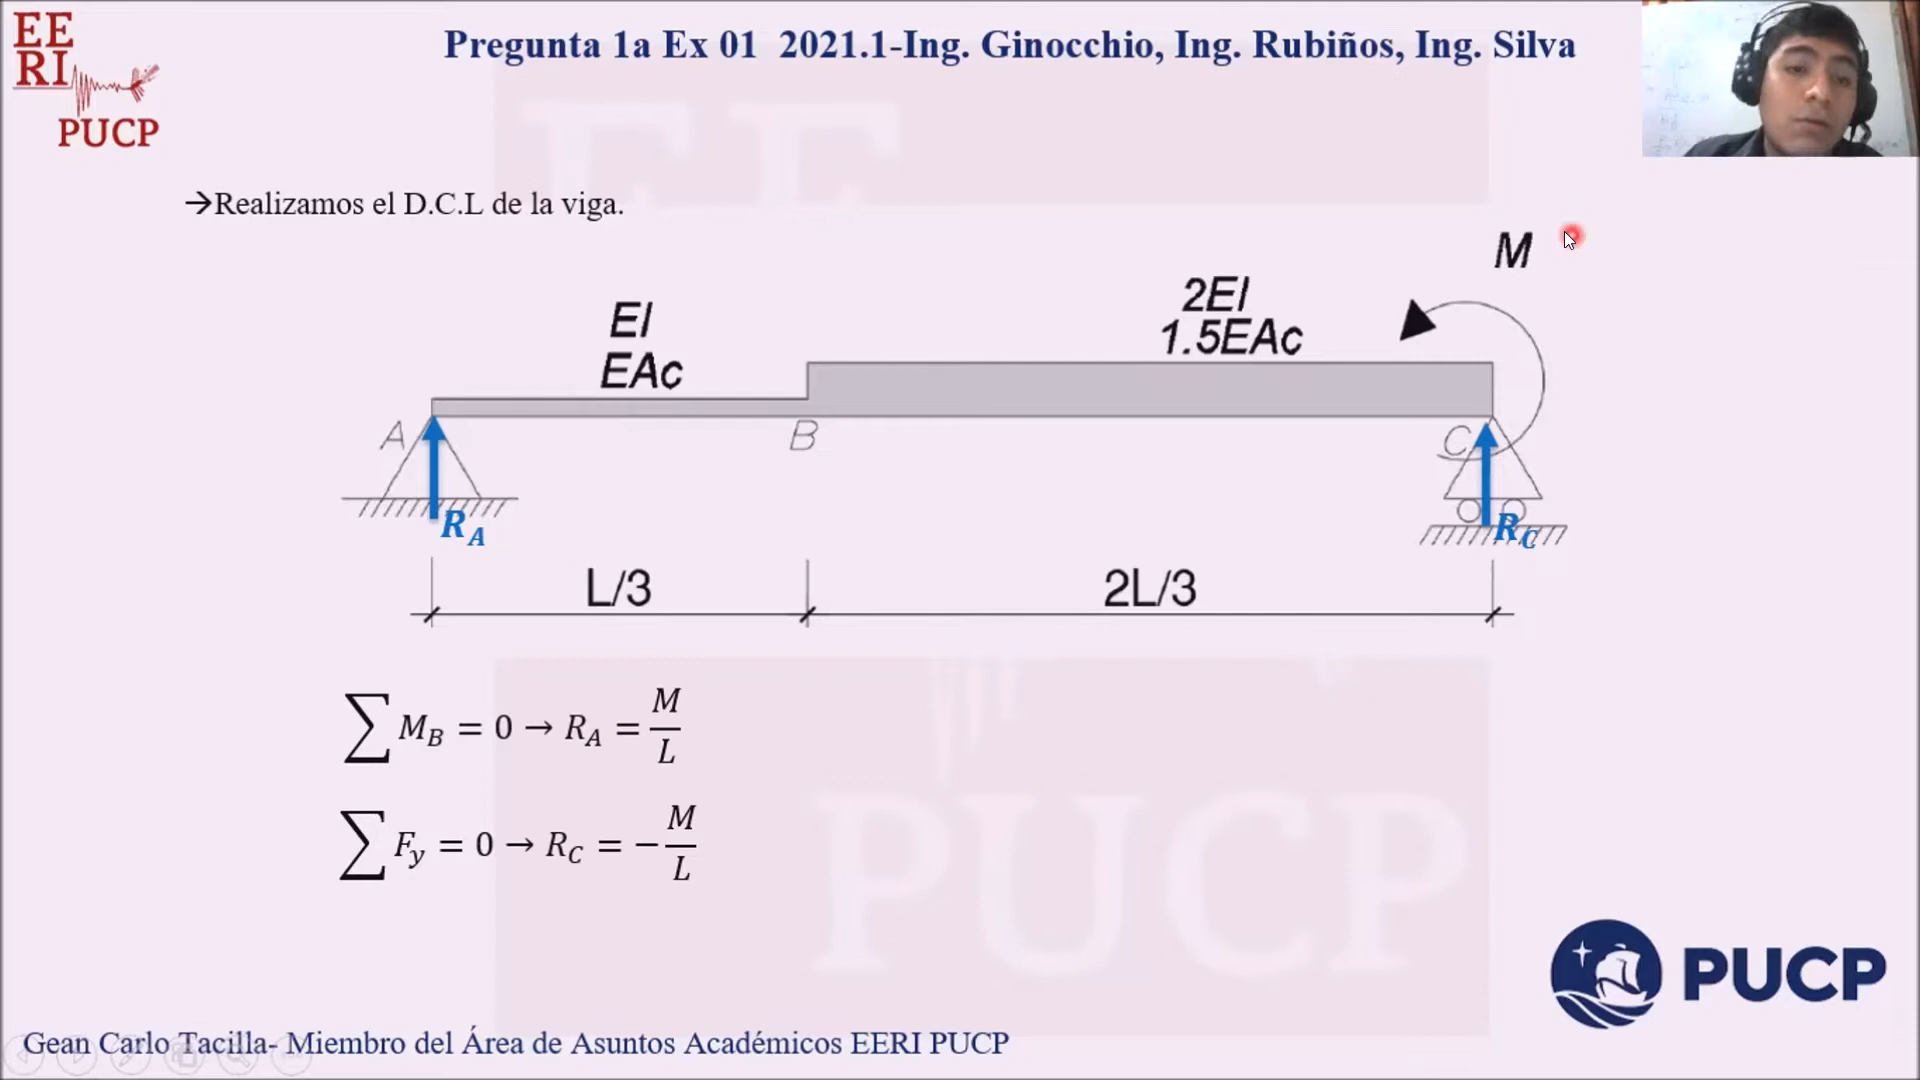 EE
RI
PUCP
Pregunta 1a Ex 01 2021.1-Ing. Ginocchio, Ing. Rubiños, Ing. Silva
→Realizamos el D.C.L de la viga.
M
EI
EAc
2EI
1.5EAc
A
B
C
R_A
R_C
L/3
2L/3
∑ M_B = 0 → R_A = M/L
∑ F_y = 0 → R_C = − M/L
EE
PUCP
PUCP
Gean Carlo Tacilla- Miembro del Área de Asuntos Académicos EERI PUCP